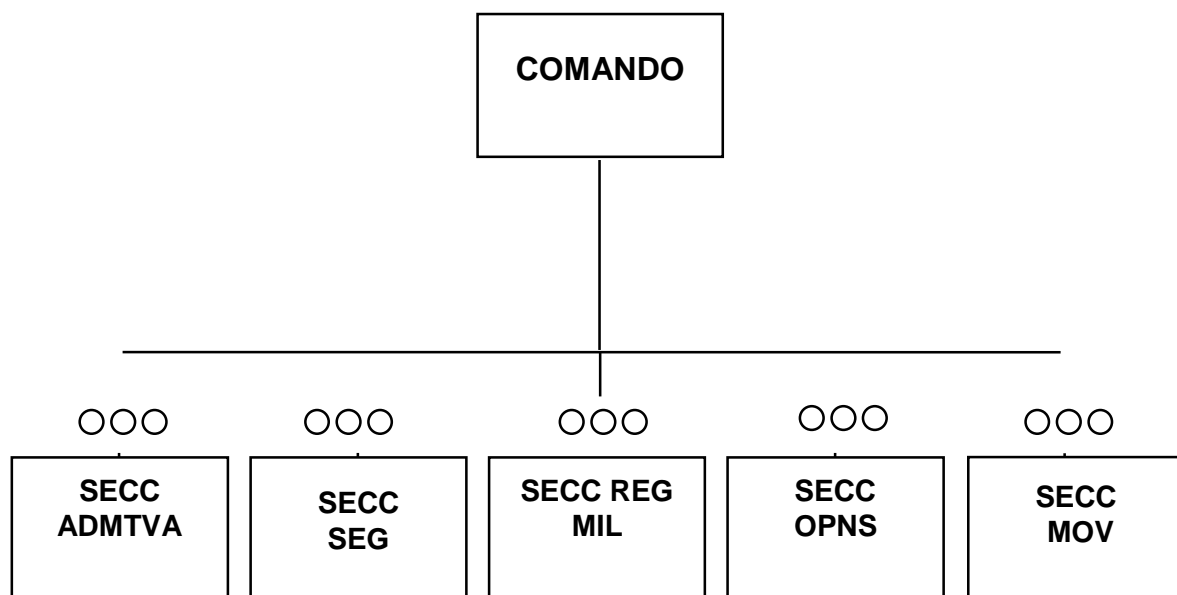 COMANDO
SECC
ADMTVA
SECC
SEG
SECC REG
MIL
SECC
OPNS
SECC
MOV